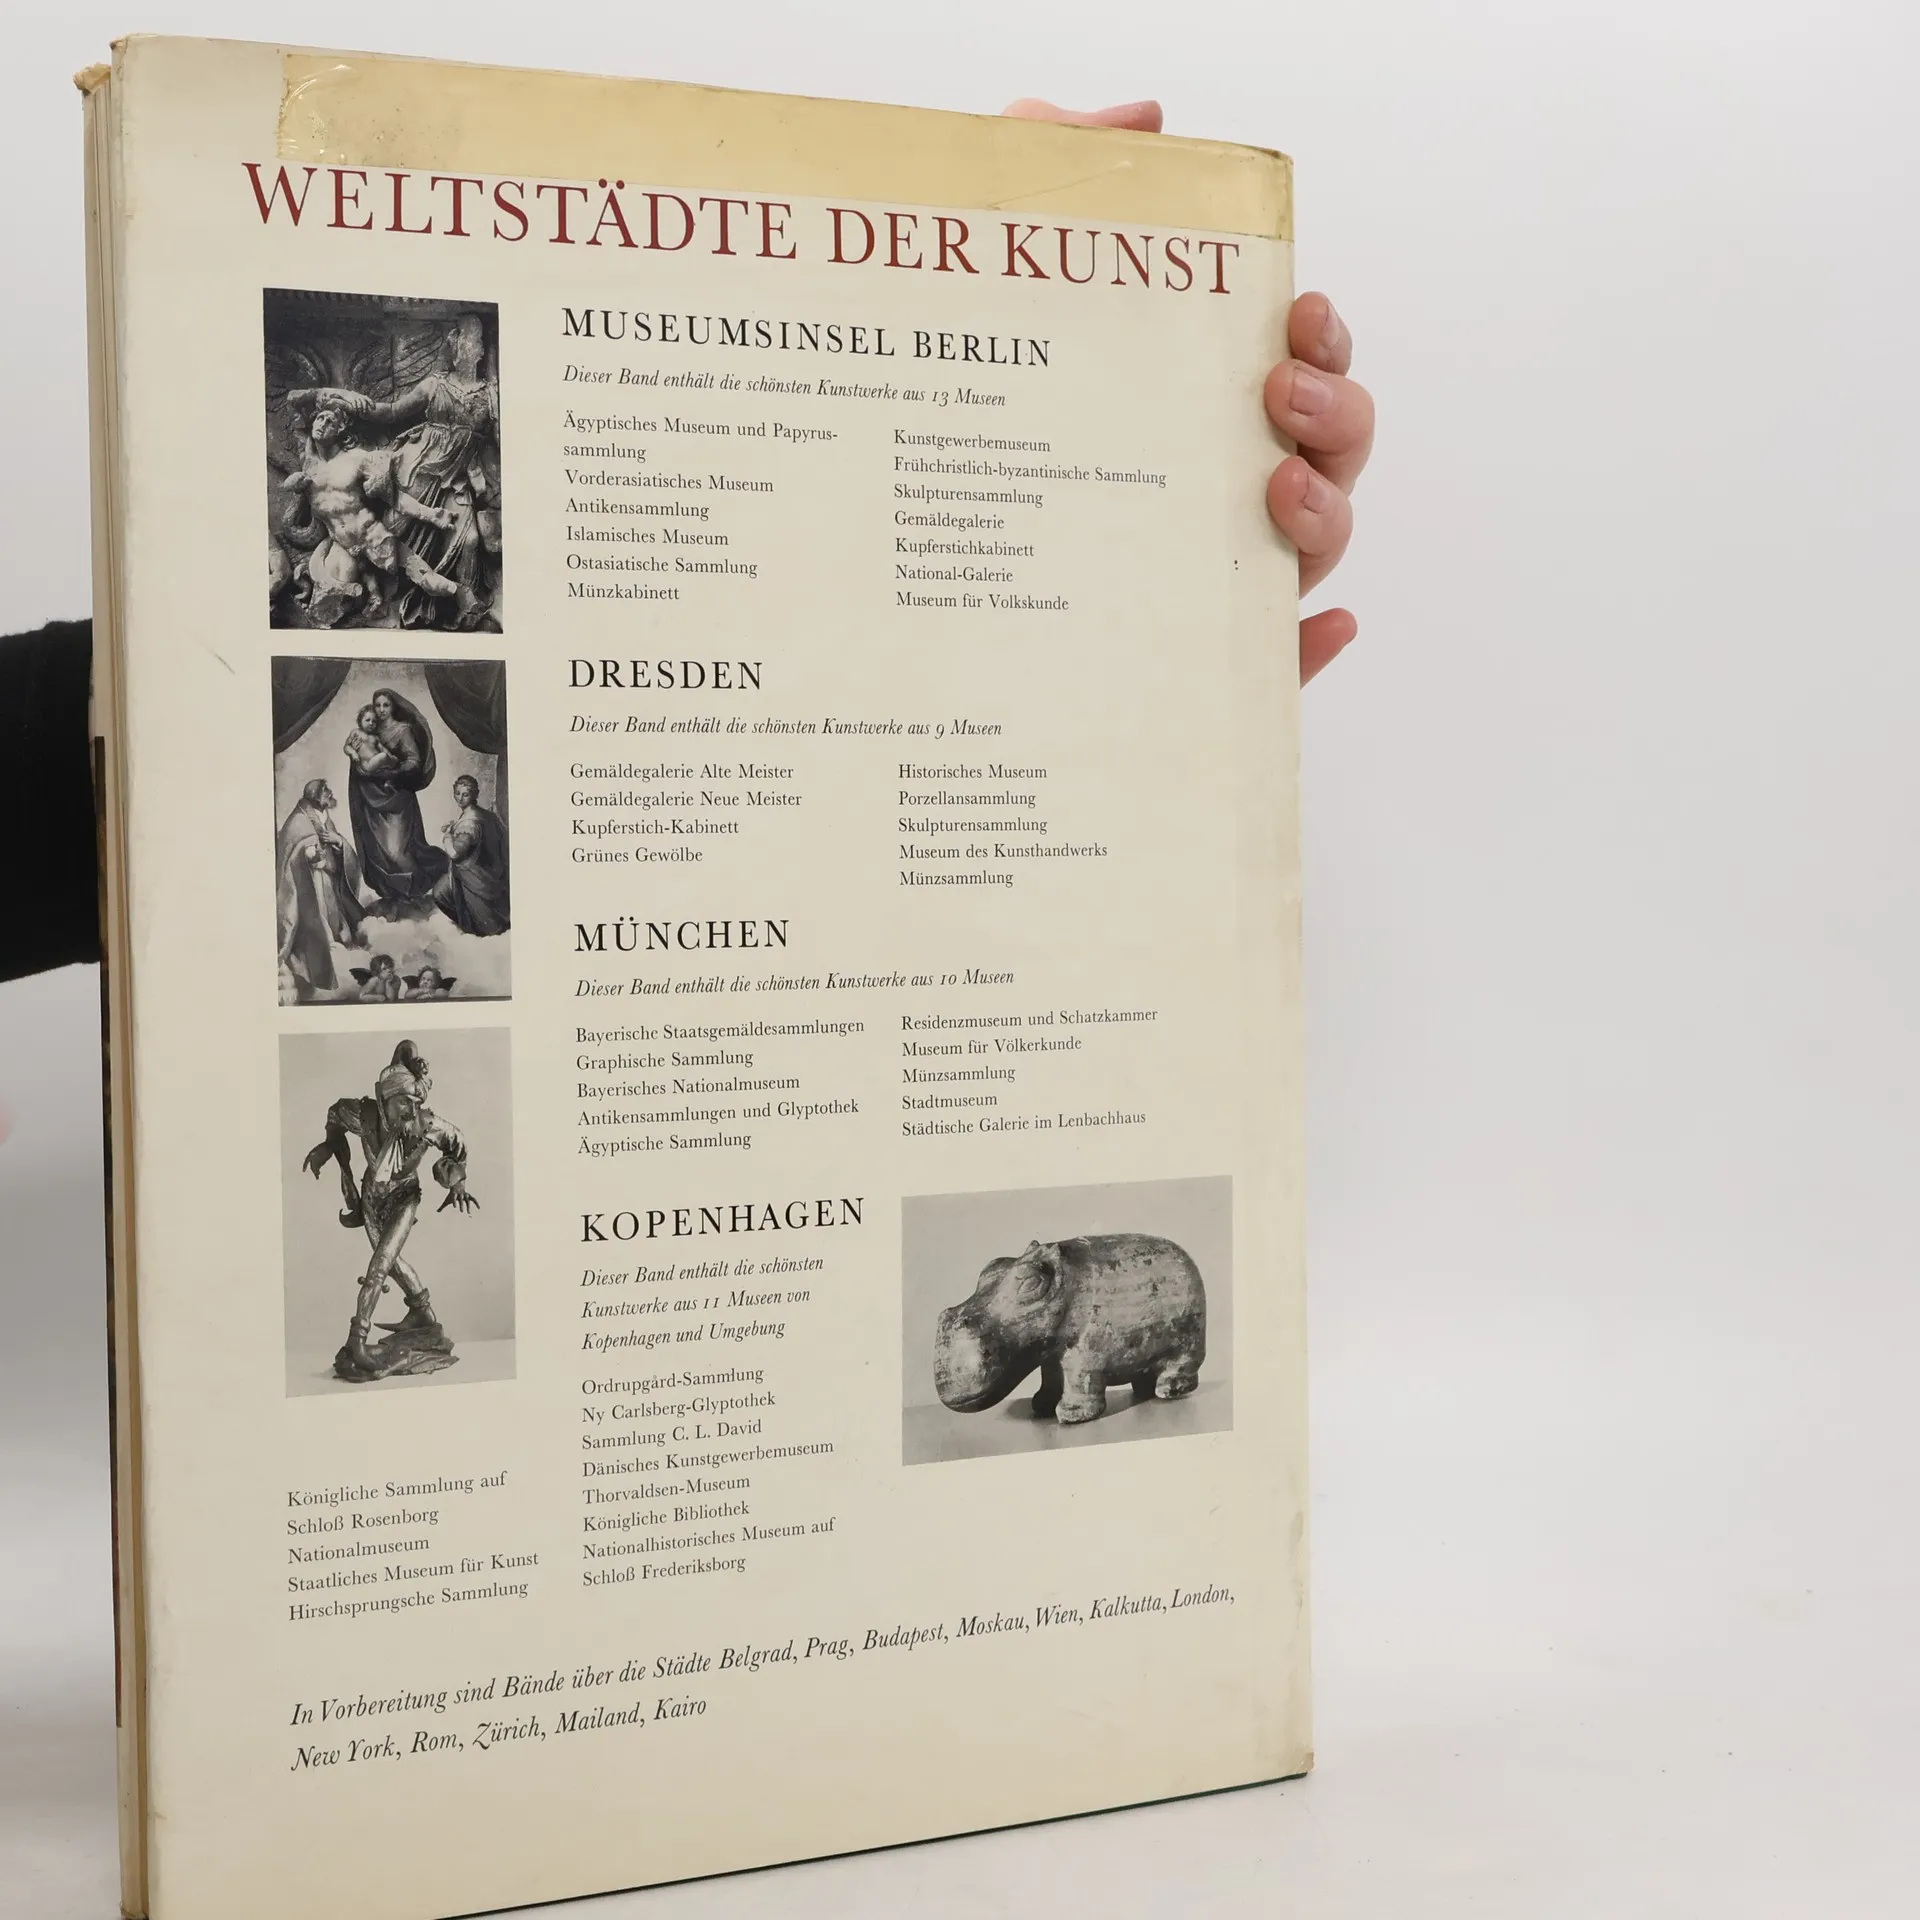 WELTSTÄDTE DER KUNST
MUSEUMSINSEL BERLIN
Dieser Band enthält die schönsten Kunstwerke aus 13 Museen
Ägyptisches Museum und Papyrus-
sammlung
Vorderasiatisches Museum
Antikensammlung
Islamisches Museum
Ostasiatische Sammlung
Münzkabinett
Kunstgewerbemuseum
Frühchristlich-byzantinische Sammlung
Skulpturensammlung
Gemäldegalerie
Kupferstichkabinett
National-Galerie
Museum für Volkskunde
DRESDEN
Dieser Band enthält die schönsten Kunstwerke aus 9 Museen
Gemäldegalerie Alte Meister
Gemäldegalerie Neue Meister
Kupferstich-Kabinett
Grünes Gewölbe
Historisches Museum
Porzellansammlung
Skulpturensammlung
Museum des Kunsthandwerks
Münzsammlung
MÜNCHEN
Dieser Band enthält die schönsten Kunstwerke aus 10 Museen
Bayerische Staatsgemäldesammlungen
Graphische Sammlung
Bayerisches Nationalmuseum
Antikensammlungen und Glyptothek
Ägyptische Sammlung
Residenzmuseum und Schatzkammer
Museum für Völkerkunde
Münzsammlung
Stadtmuseum
Städtische Galerie im Lenbachhaus
KOPENHAGEN
Dieser Band enthält die schönsten
Kunstwerke aus 11 Museen von
Kopenhagen und Umgebung
Ordrupgård-Sammlung
Ny Carlsberg-Glyptothek
Sammlung C. L. David
Dänisches Kunstgewerbemuseum
Thorvaldsen-Museum
Königliche Bibliothek
Nationalhistorisches Museum auf
Schloß Frederiksborg
Königliche Sammlung auf
Schloß Rosenborg
Nationalmuseum
Staatliches Museum für Kunst
Hirschsprungsche Sammlung
In Vorbereitung sind Bände über die Städte Belgrad, Prag, Budapest, Moskau, Wien, Kalkutta, London,
New York, Rom, Zürich, Mailand, Kairo